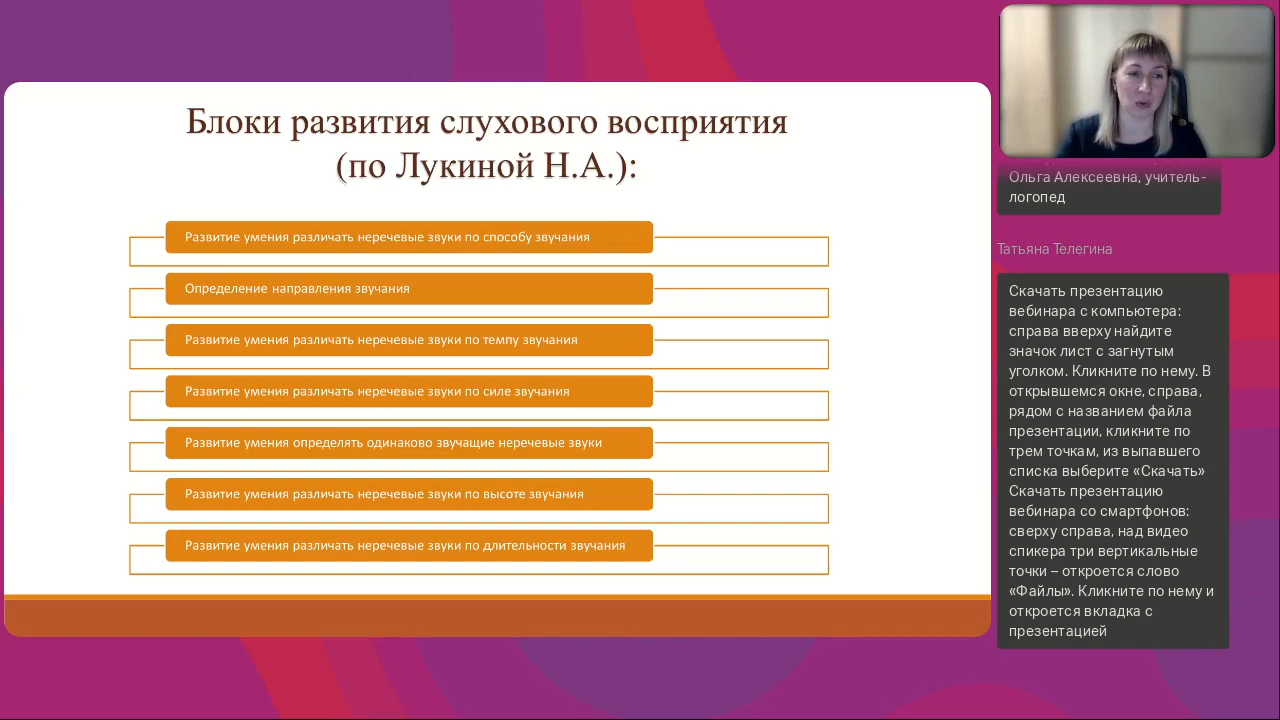 Блоки развития слухового восприятия
(по Лукиной Н.А.):
Развитие умения различать неречевые звуки по способу звучания
Определение направления звучания
Развитие умения различать неречевые звуки по темпу звучания
Развитие умения различать неречевые звуки по силе звучания
Развитие умения определять одинаково звучащие неречевые звуки
Развитие умения различать неречевые звуки по высоте звучания
Развитие умения различать неречевые звуки по длительности звучания
Ольга Алексеевна, учитель-
логопед
Татьяна Телегина
Скачать презентацию
вебинара с компьютера:
справа вверху найдите
значок лист с загнутым
уголком. Кликните по нему. В
открывшемся окне, справа,
рядом с названием файла
презентации, кликните по
трем точкам, из выпавшего
списка выберите «Скачать»
Скачать презентацию
вебинара со смартфонов:
сверху справа, над видео
спикера три вертикальные
точки – откроется слово
«Файлы». Кликните по нему и
откроется вкладка с
презентацией